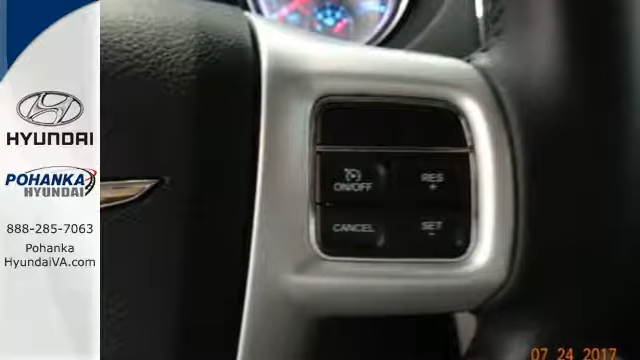 HYUNDAI
POHANKA
HYUNDAI
888-285-7063
Pohanka
HyundaiVA.com
ON/OFF
RES
+
CANCEL
SET
-
07 24 2017